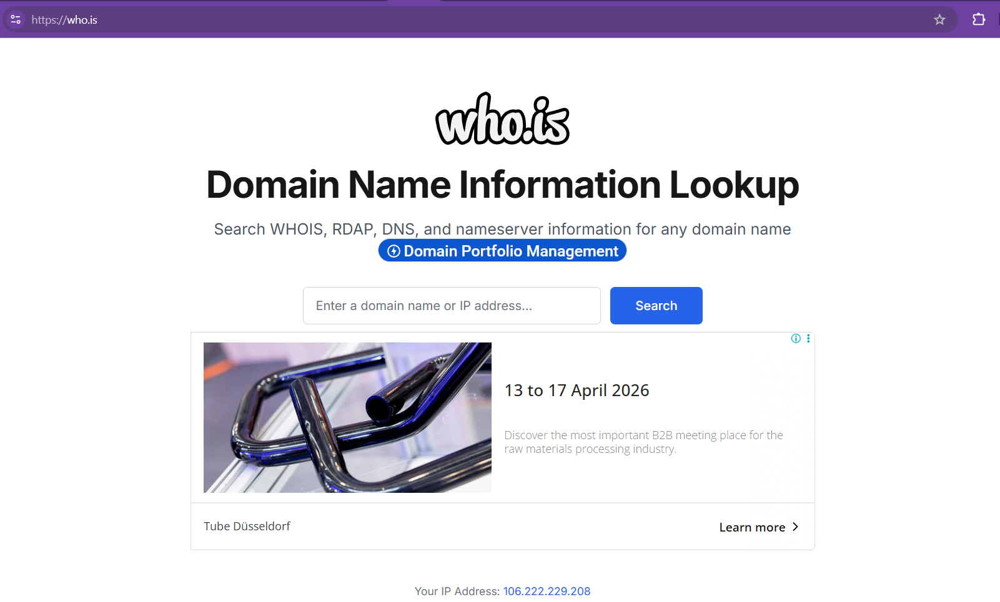 https://who.is
who.is
Domain Name Information Lookup
Search WHOIS, RDAP, DNS, and nameserver information for any domain name
Domain Portfolio Management
Enter a domain name or IP address...
Search
13 to 17 April 2026
Discover the most important B2B meeting place for the
raw materials processing industry.
Tube Düsseldorf
Learn more
Your IP Address: 106.222.229.208